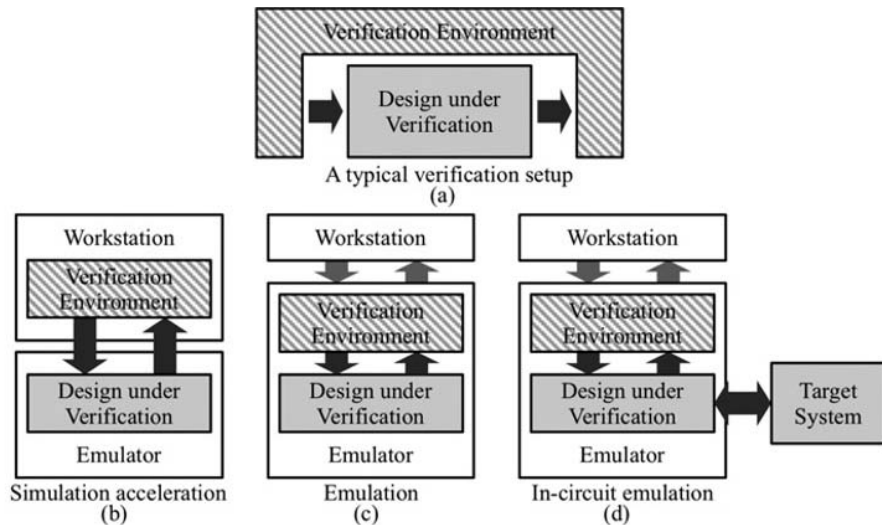 Verification Environment
Design under
Verification
A typical verification setup
(a)
Workstation
Verification
Environment
Design under
Verification
Emulator
Simulation acceleration
(b)
Workstation
Verification
Environment
Design under
Verification
Emulator
Emulation
(c)
Workstation
Verification
Environment
Design under
Verification
Emulator
In-circuit emulation
(d)
Target
System